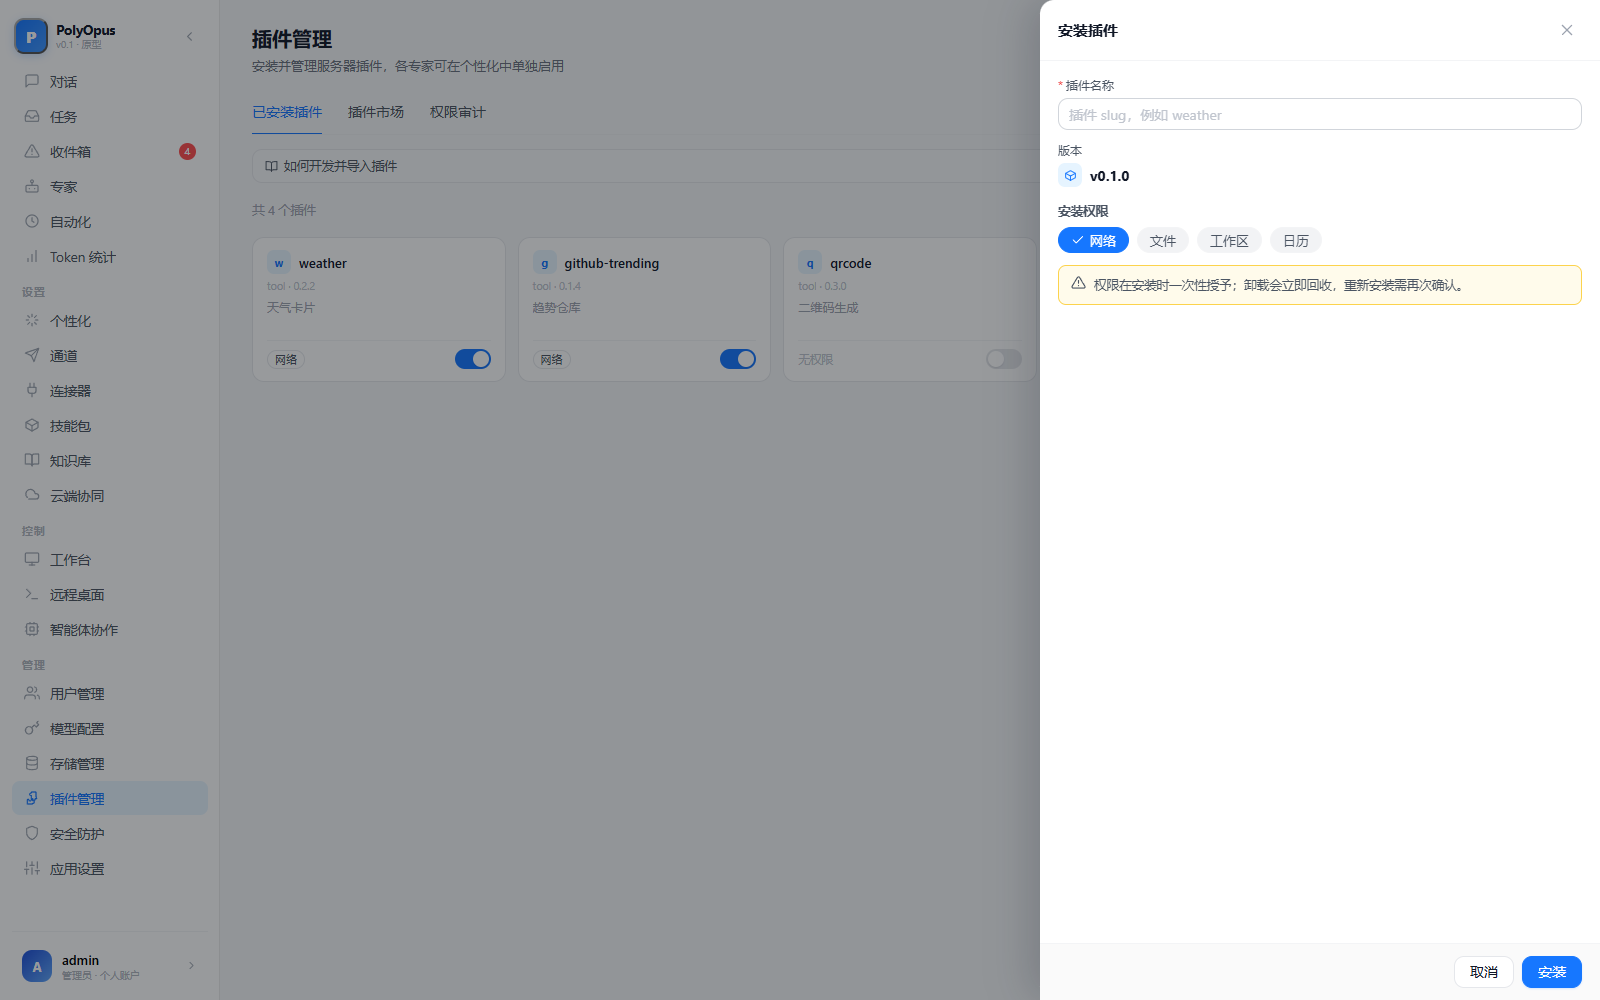 P
PolyOpus
v0.1 · 原型
对话
任务
收件箱
4
专家
自动化
Token 统计
设置
个性化
通道
连接器
技能包
知识库
云端协同
控制
工作台
远程桌面
智能体协作
管理
用户管理
模型配置
存储管理
插件管理
安全防护
应用设置
A
admin
管理员 · 个人账户
插件管理
安装并管理服务器插件，各专家可在个性化中单独启用
已安装插件
插件市场
权限审计
如何开发并导入插件
共 4 个插件
w
weather
tool · 0.2.2
天气卡片
网络
g
github-trending
tool · 0.1.4
趋势仓库
网络
q
qrcode
tool · 0.3.0
二维码生成
无权限
安装插件
* 插件名称
插件 slug，例如 weather
版本
v0.1.0
安装权限
网络
文件
工作区
日历
权限在安装时一次性授予；卸载会立即回收，重新安装需再次确认。
取消
安装